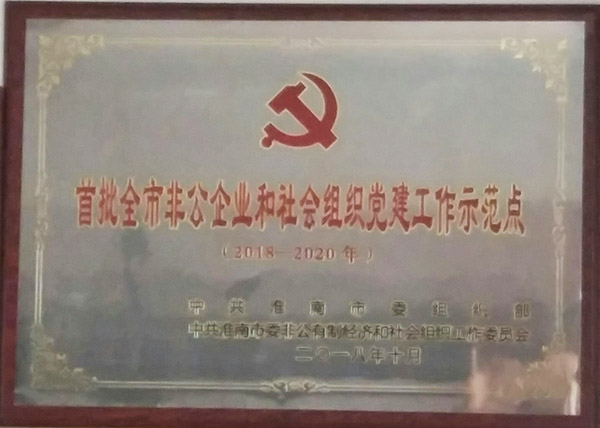 首批全市非公企业和社会组织党建工作示范点
(2018—2020年)
中共淮南市委组织部
中共淮南市委非公有制经济和社会组织工作委员会
二〇一八年十月